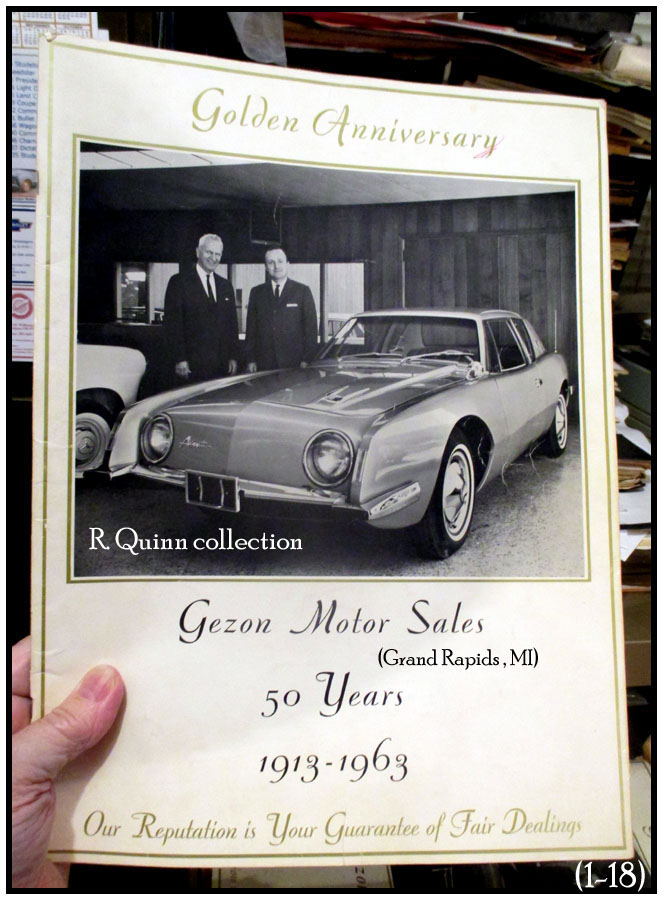 Golden Anniversary
Avanti
R. Quinn collection
Gezon Motor Sales
(Grand Rapids, MI)
50 Years
1913-1963
Our Reputation is Your Guarantee of Fair Dealings
(1-18)